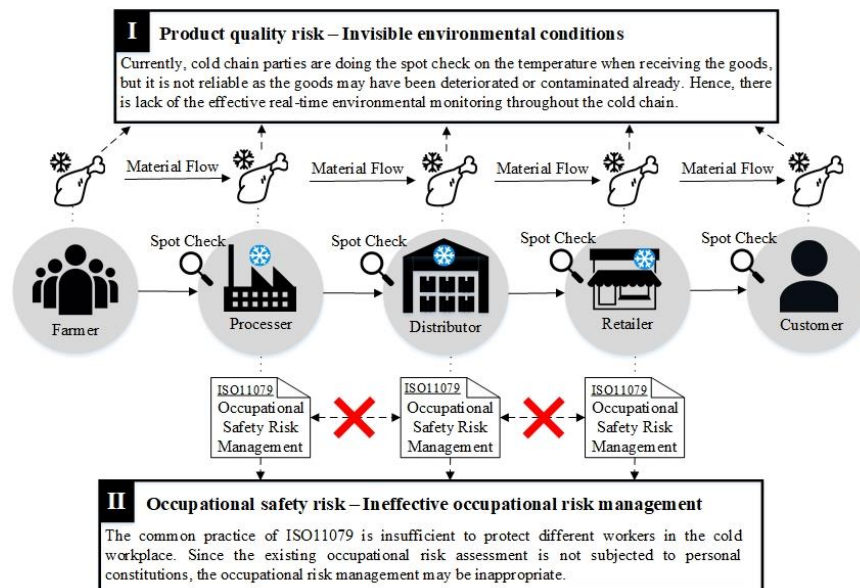 I Product quality risk – Invisible environmental conditions
Currently, cold chain parties are doing the spot check on the temperature when receiving the goods,
but it is not reliable as the goods may have been deteriorated or contaminated already. Hence, there
is lack of the effective real-time environmental monitoring throughout the cold chain.
Material Flow
Material Flow
Material Flow
Material Flow
Spot Check
Spot Check
Spot Check
Spot Check
Farmer
Processer
Distributor
Retailer
Customer
ISO11079
Occupational
Safety Risk
Management
ISO11079
Occupational
Safety Risk
Management
ISO11079
Occupational
Safety Risk
Management
II Occupational safety risk – Ineffective occupational risk management
The common practice of ISO11079 is insufficient to protect different workers in the cold
workplace. Since the existing occupational risk assessment is not subjected to personal
constitutions, the occupational risk management may be inappropriate.